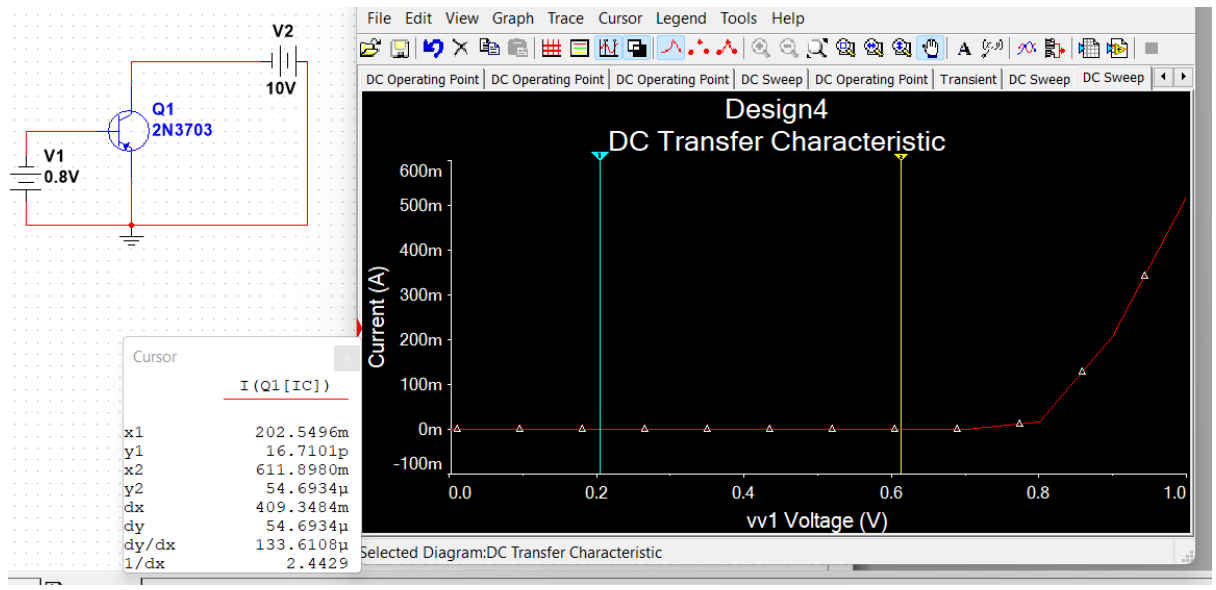 V2
10V
Q1
2N3703
V1
0.8V
File Edit View Graph Trace Cursor Legend Tools Help
A
DC Operating Point DC Operating Point DC Operating Point DC Sweep DC Operating Point Transient DC Sweep DC Sweep
Design4
DC Transfer Characteristic
600m
500m
400m
300m
200m
100m
0m
-100m
Current (A)
0.0 0.2 0.4 0.6 0.8 1.0
vv1 Voltage (V)
Selected Diagram:DC Transfer Characteristic
Cursor
I(Q1[IC])
x1 202.5496m
y1 16.7101p
x2 611.8980m
y2 54.6934µ
dx 409.3484m
dy 54.6934µ
dy/dx 133.6108µ
1/dx 2.4429